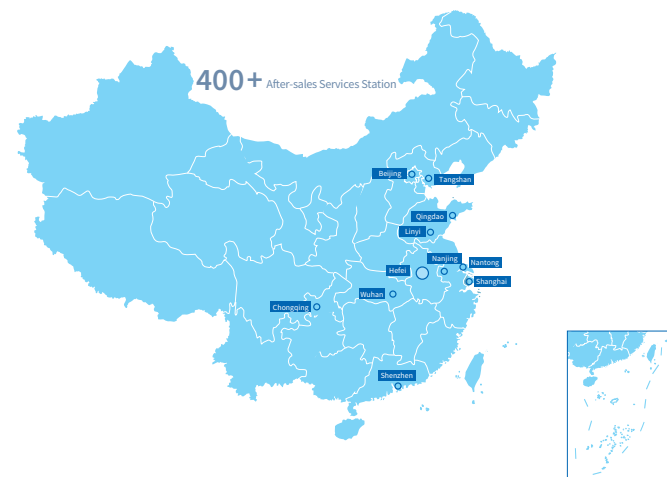 400+ After-sales Services Station
Beijing
Tangshan
Qingdao
Linyi
Nanjing
Nantong
Hefei
Shanghai
Wuhan
Chongqing
Shenzhen